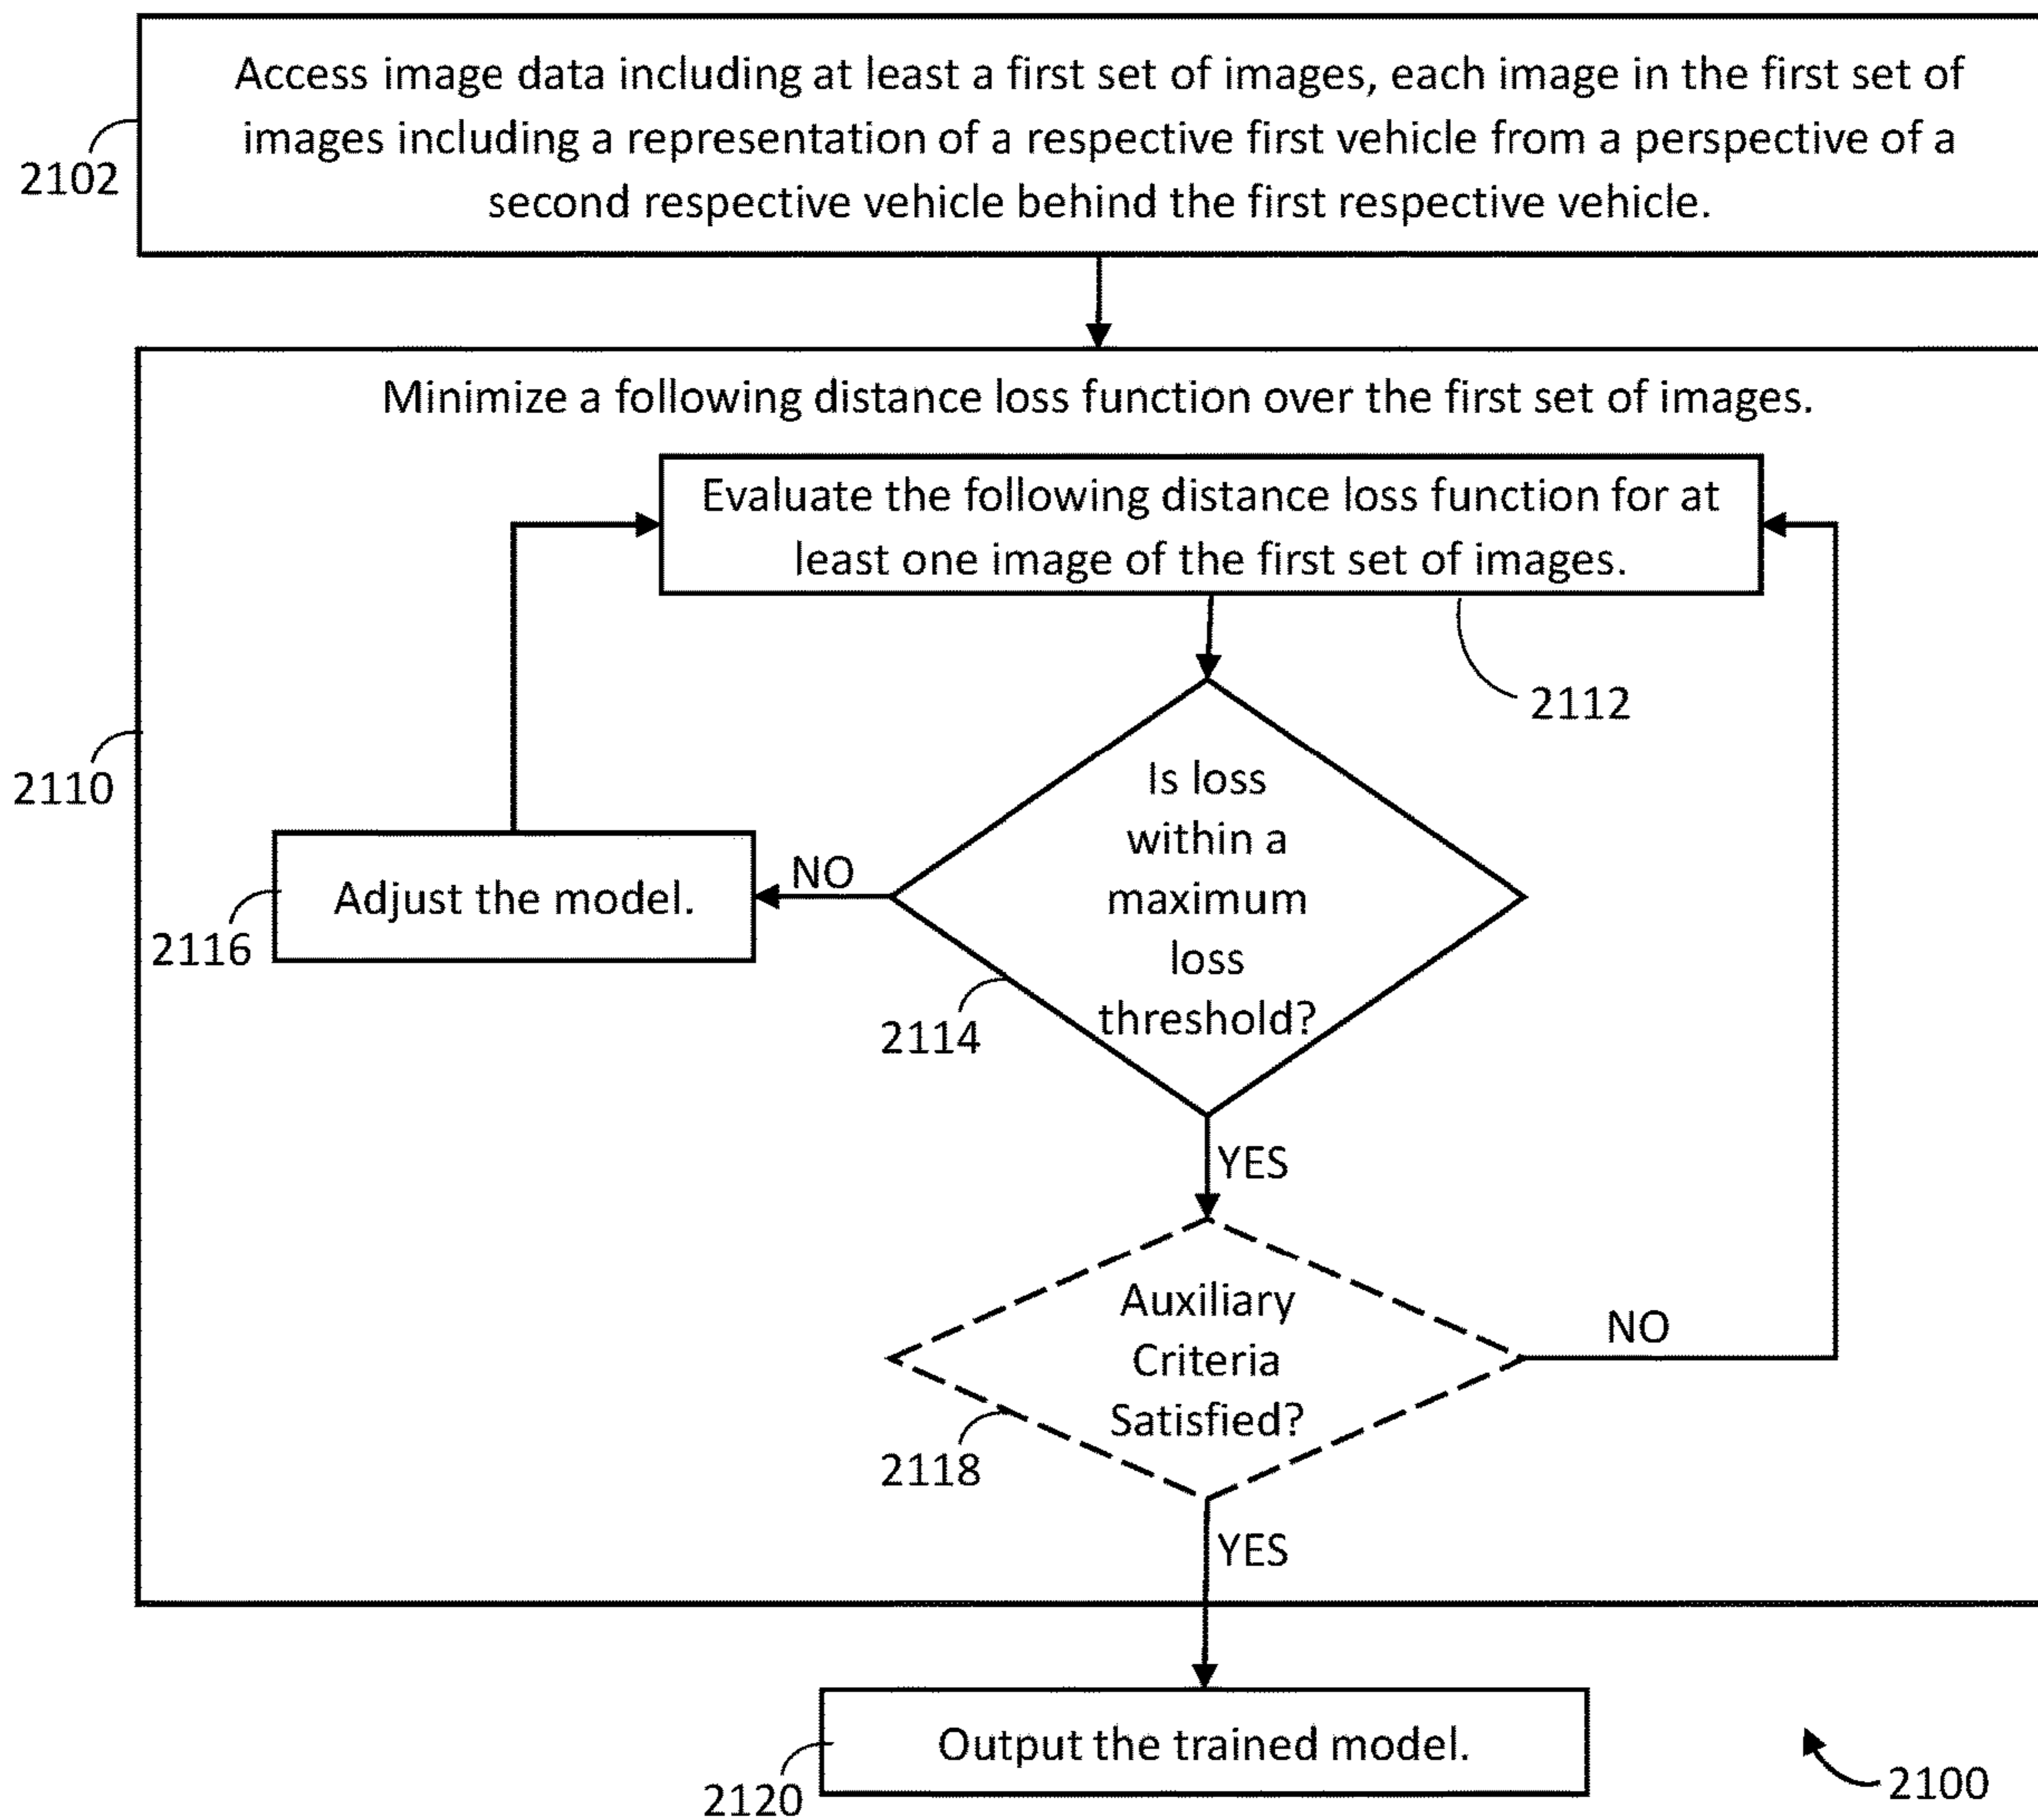 Access image data including at least a first set of images, each image in the first set of
images including a representation of a respective first vehicle from a perspective of a
second respective vehicle behind the first respective vehicle.
2102
Minimize a following distance loss function over the first set of images.
Evaluate the following distance loss function for at
least one image of the first set of images.
2112
2110
Is loss
within a
maximum
loss
threshold?
NO
Adjust the model.
2116
2114
YES
Auxiliary
Criteria
Satisfied?
NO
2118
YES
Output the trained model.
2120
2100